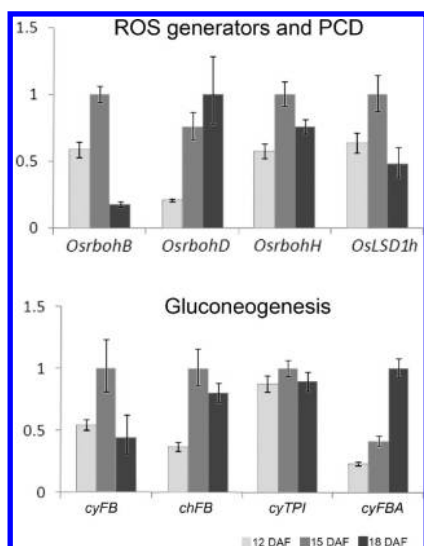 ROS generators and PCD
1.5
1
0.5
0
OsrbohB OsrbohD OsrbohH OsLSD1h
Gluconeogenesis
1.5
1
0.5
0
cyFB chFB cyTPI cyFBA
12 DAF 15 DAF 18 DAF